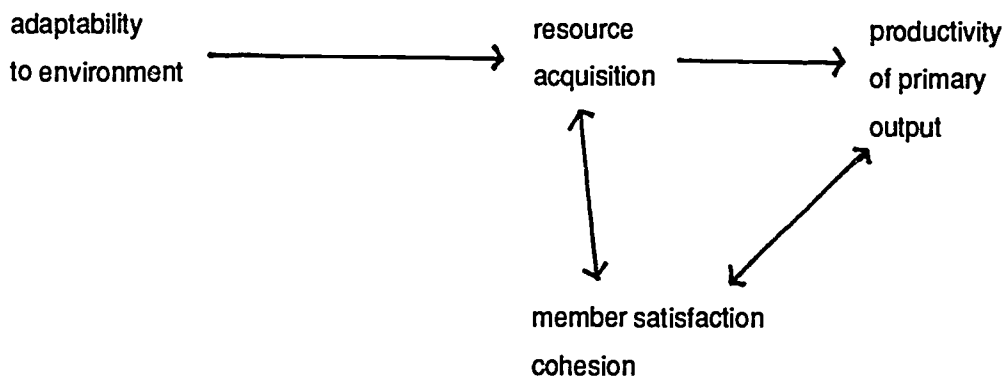 adaptability
to environment
resource
acquisition
productivity
of primary
output
member satisfaction
cohesion